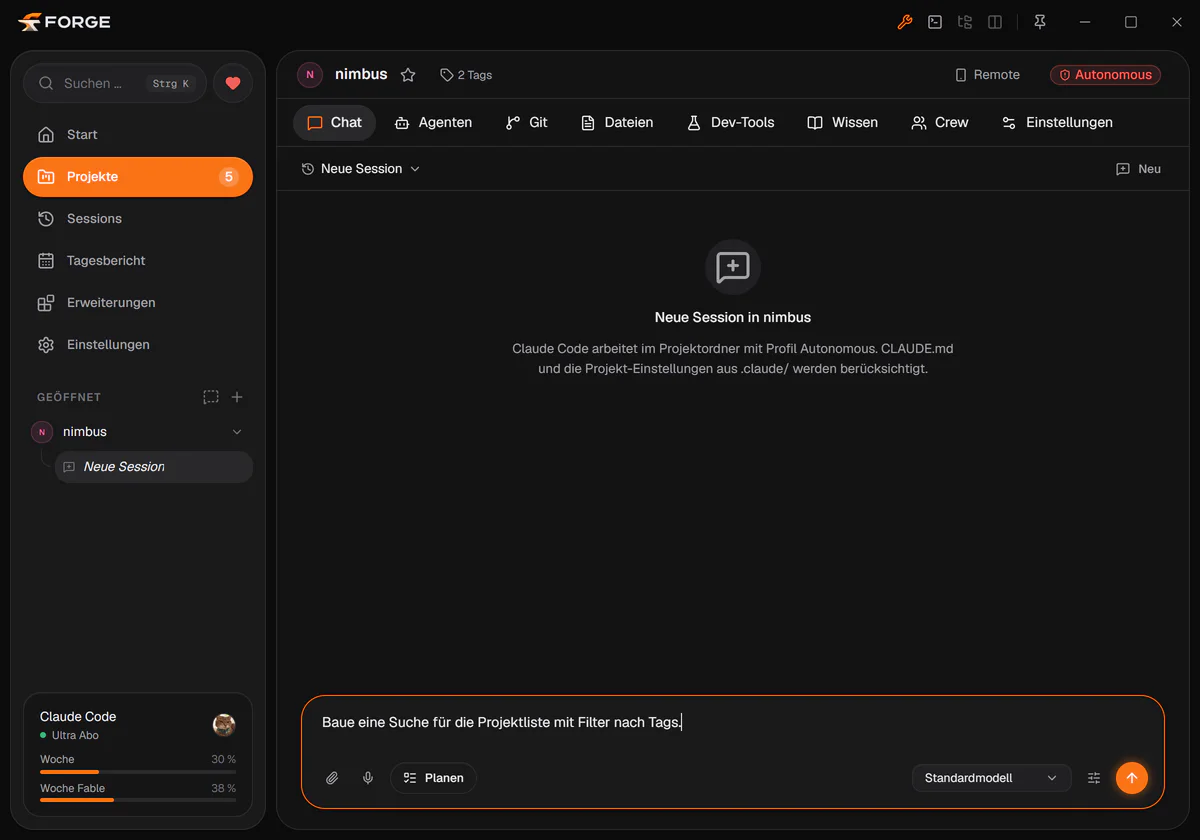 FORGE
Suchen ... Strg K
Start
Projekte 5
Sessions
Tagesbericht
Erweiterungen
Einstellungen
GEÖFFNET
N nimbus
Neue Session
Claude Code
Ultra Abo
Woche 30 %
Woche Fable 38 %
N nimbus 2 Tags Remote Autonomous
Chat Agenten Git Dateien Dev-Tools Wissen Crew Einstellungen
Neue Session Neu
Neue Session in nimbus
Claude Code arbeitet im Projektordner mit Profil Autonomous. CLAUDE.md
und die Projekt-Einstellungen aus .claude/ werden berücksichtigt.
Baue eine Suche für die Projektliste mit Filter nach Tags.
Planen Standardmodell